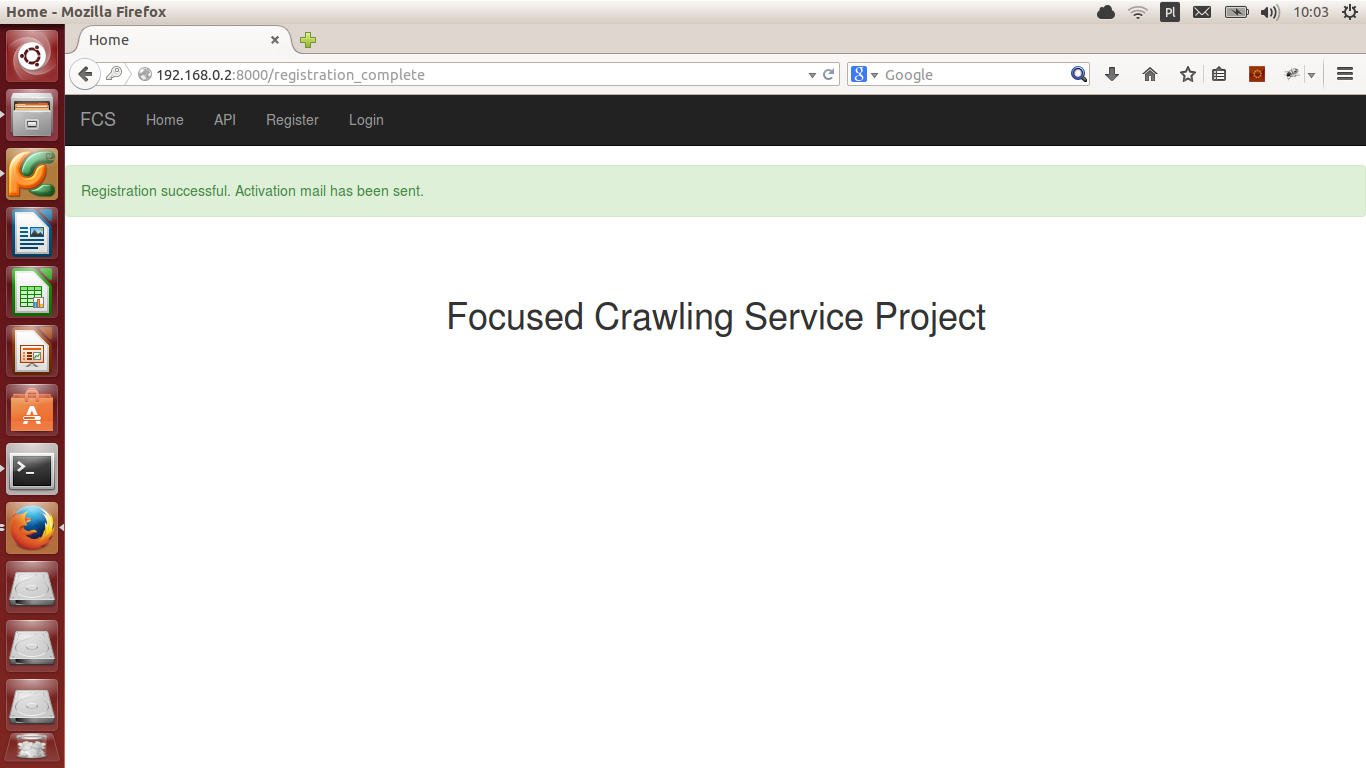 Home - Mozilla Firefox
Pl
10:03
Home
192.168.0.2:8000/registration_complete
Google
FCS Home API Register Login
Registration successful. Activation mail has been sent.
Focused Crawling Service Project